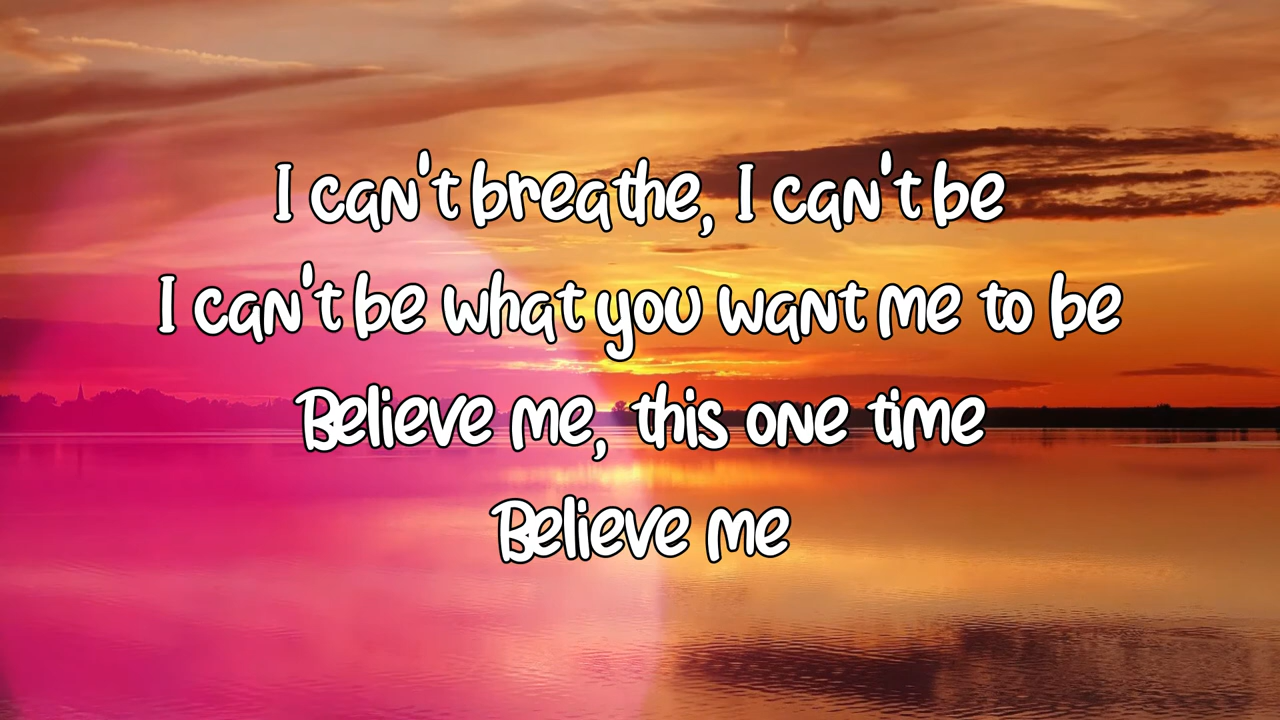 I can't breathe, I can't be
I can't be what you want me to be
Believe me, this one time
Believe me